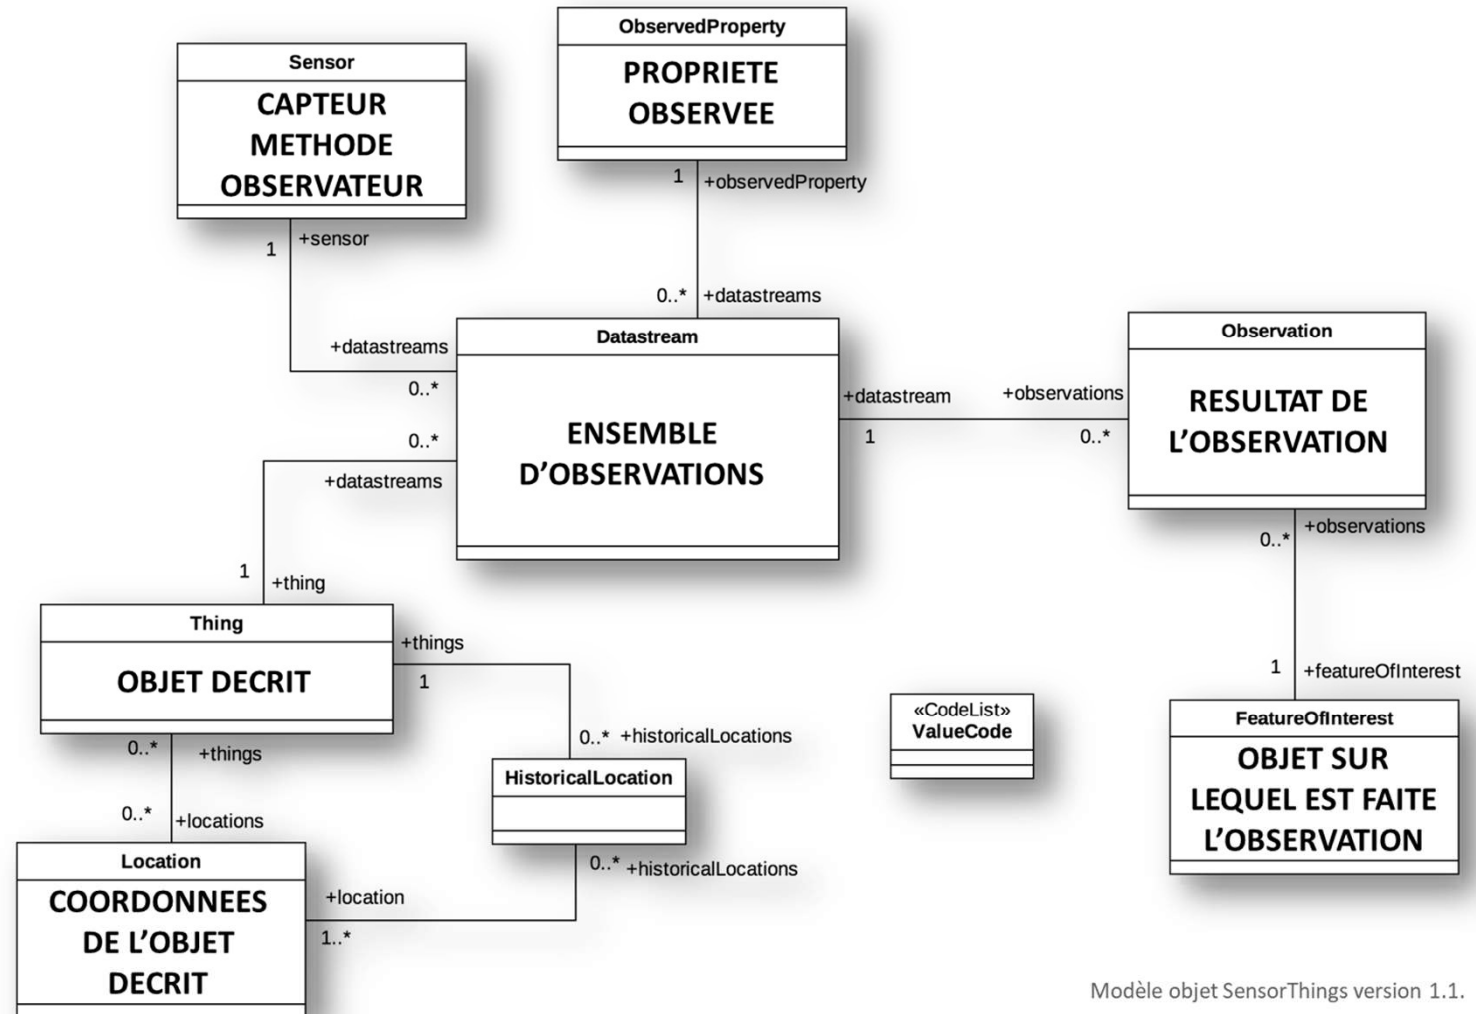 ObservedProperty
PROPRIETE
OBSERVEE
Sensor
CAPTEUR
METHODE
OBSERVATEUR
1
+observedProperty
1
+sensor
0..*
+datastreams
Datastream
ENSEMBLE
D’OBSERVATIONS
+datastreams
0..*
0..*
+datastreams
+datastream
1
+observations
0..*
Observation
RESULTAT DE
L’OBSERVATION
+observations
0..*
1
+thing
Thing
OBJET DECRIT
+things
1
1
+featureOfInterest
FeatureOfInterest
OBJET SUR
LEQUEL EST FAITE
L’OBSERVATION
«CodeList»
ValueCode
0..*
+things
0..*
+historicalLocations
HistoricalLocation
0..*
+locations
0..*
+historicalLocations
Location
COORDONNEES
DE L’OBJET
DECRIT
+location
1..*
Modèle objet SensorThings version 1.1.